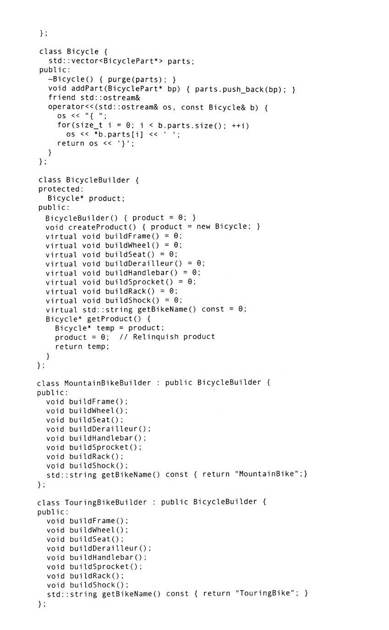 };
class Bicycle {
std::vector<BicyclePart*> parts;
public:
~Bicycle() { purge(parts); }
void addPart(BicyclePart* bp) { parts.push_back(bp); }
friend std::ostream&
operator<<(std::ostream& os, const Bicycle& b) {
os << "{ ";
for(size_t i = 0; i < b.parts.size(); ++i)
os << *b.parts[i] << ' ';
return os << '}';
}
};
class BicycleBuilder {
protected:
Bicycle* product;
public:
BicycleBuilder() { product = 0; }
void createProduct() { product = new Bicycle; }
virtual void buildFrame() = 0;
virtual void buildWheel() = 0;
virtual void buildSeat() = 0;
virtual void buildDerailleur() = 0;
virtual void buildHandlebar() = 0;
virtual void buildSprocket() = 0;
virtual void buildRack() = 0;
virtual void buildShock() = 0;
virtual std::string getBikeName() const = 0;
Bicycle* getProduct() {
Bicycle* temp = product;
product = 0;  // Relinquish product
return temp;
}
};
class MountainBikeBuilder : public BicycleBuilder {
public:
void buildFrame();
void buildWheel();
void buildSeat();
void buildDerailleur();
void buildHandlebar();
void buildSprocket();
void buildRack();
void buildShock();
std::string getBikeName() const { return "MountainBike";}
};
class TouringBikeBuilder : public BicycleBuilder {
public:
void buildFrame();
void buildWheel();
void buildSeat();
void buildDerailleur();
void buildHandlebar();
void buildSprocket();
void buildRack();
void buildShock();
std::string getBikeName() const { return "TouringBike"; }
};